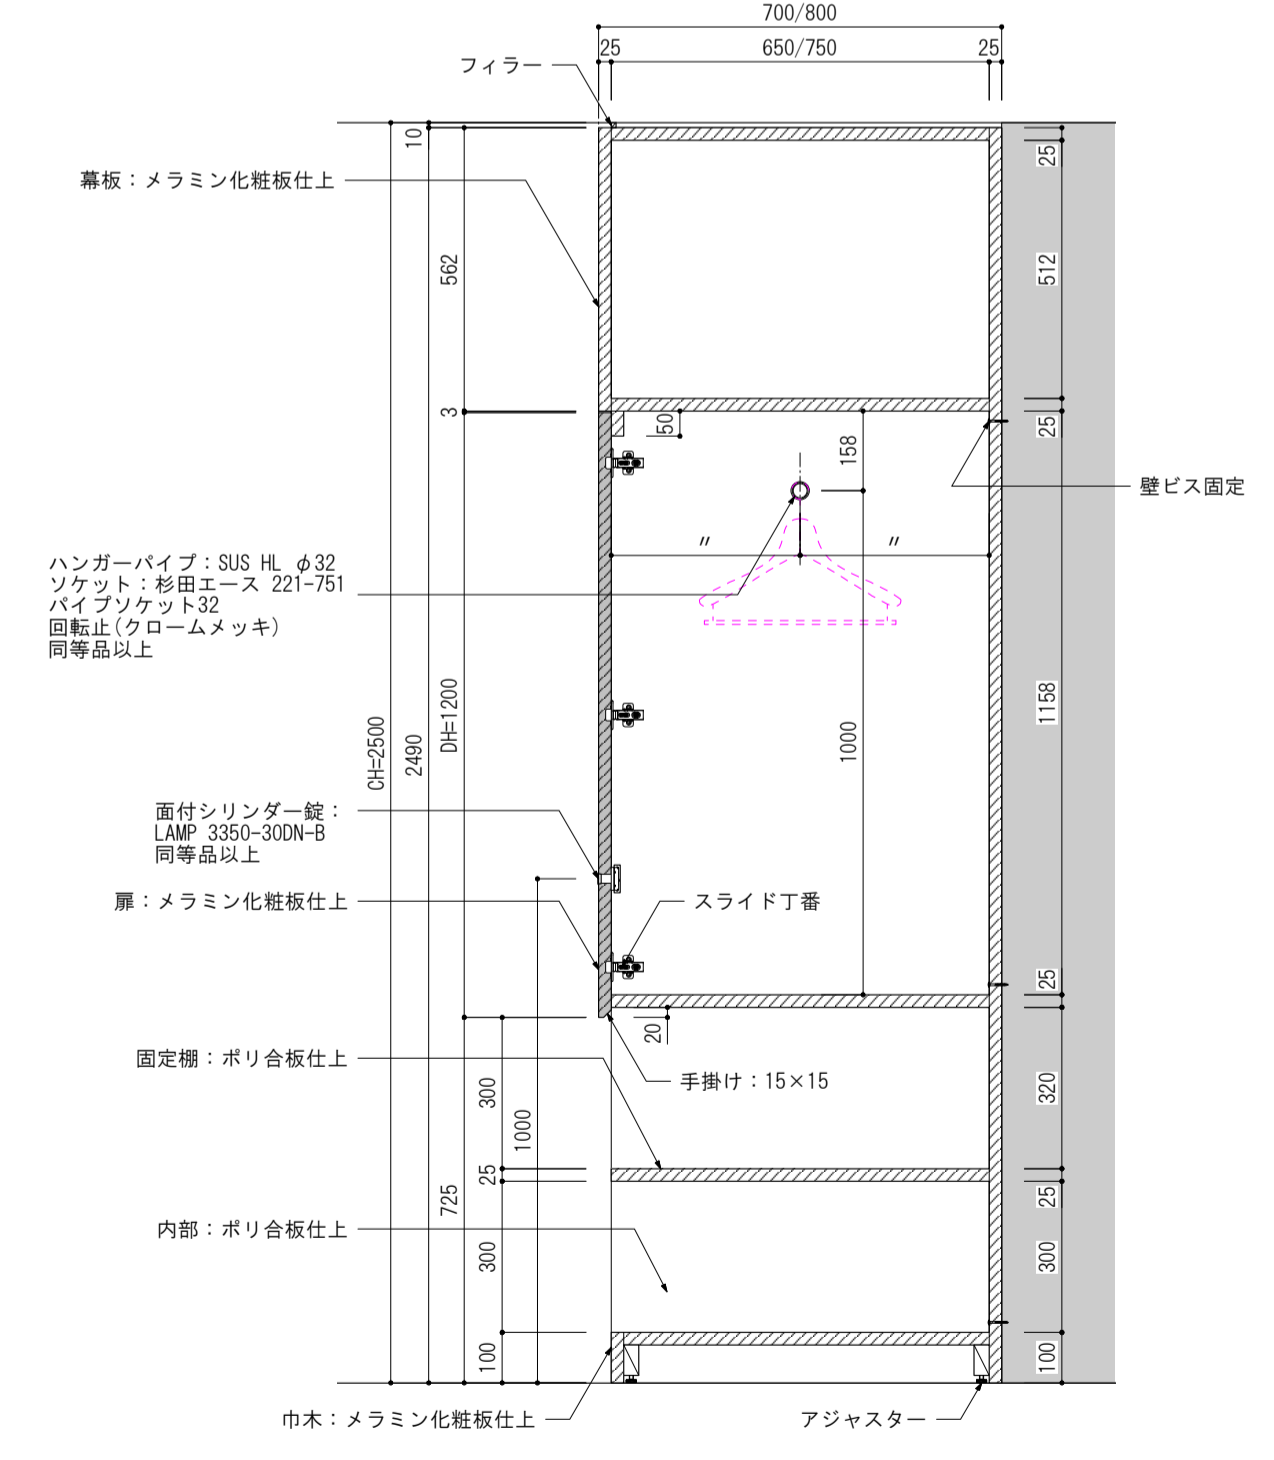 700/800
25
650/750
25
フィラー
10
25
幕板：メラミン化粧板仕上
562
512
3
50
25
158
壁ビス固定
〃
〃
ハンガーパイプ：SUS HL φ32
ソケット：杉田エース 221-751
パイプソケット32
回転止(クロームメッキ)
同等品以上
CH=2500
2490
DH=1200
1000
1158
面付シリンダー錠：
LAMP 3350-30DN-B
同等品以上
扉：メラミン化粧板仕上
スライド丁番
25
20
固定棚：ポリ合板仕上
手掛け：15×15
300
1000
320
25
725
25
内部：ポリ合板仕上
300
300
100
100
巾木：メラミン化粧板仕上
アジャスター